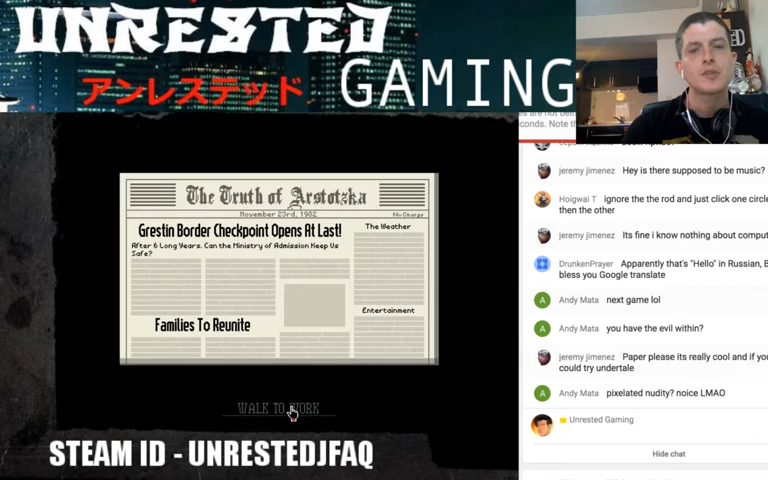 UNRESTED
アンレステッド GAMING
The Truth of Arstotzka
November 23rd, 1982
No Charge
Grestin Border Checkpoint Opens At Last!
After 6 Long Years. Can the Ministry of Admission Keep Us
Safe?
The Weather
Families To Reunite
Entertainment
WALK TO WORK
STEAM ID - UNRESTEDJFAQ
conds. Note
jeremy jimenez Hey is there supposed to be music?
Hoigwai T ignore the the rod and just click one circle
then the other
jeremy jimenez Its fine i know nothing about comput
DrunkenPrayer Apparently that's "Hello" in Russian,
bless you Google translate
Andy Mata next game lol
Andy Mata you have the evil within?
jeremy jimenez Paper please its really cool and if you
could try undertale
Andy Mata pixelated nudity? noice LMAO
Unrested Gaming
Hide chat